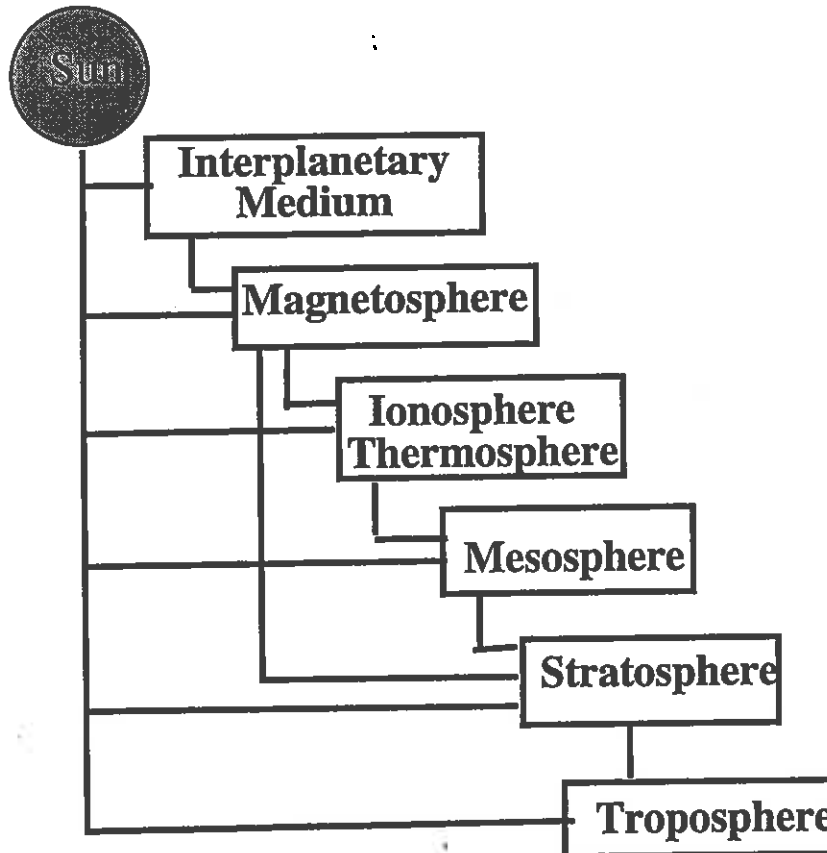 Sun
Interplanetary
Medium
Magnetosphere
Ionosphere
Thermosphere
Mesosphere
Stratosphere
Troposphere